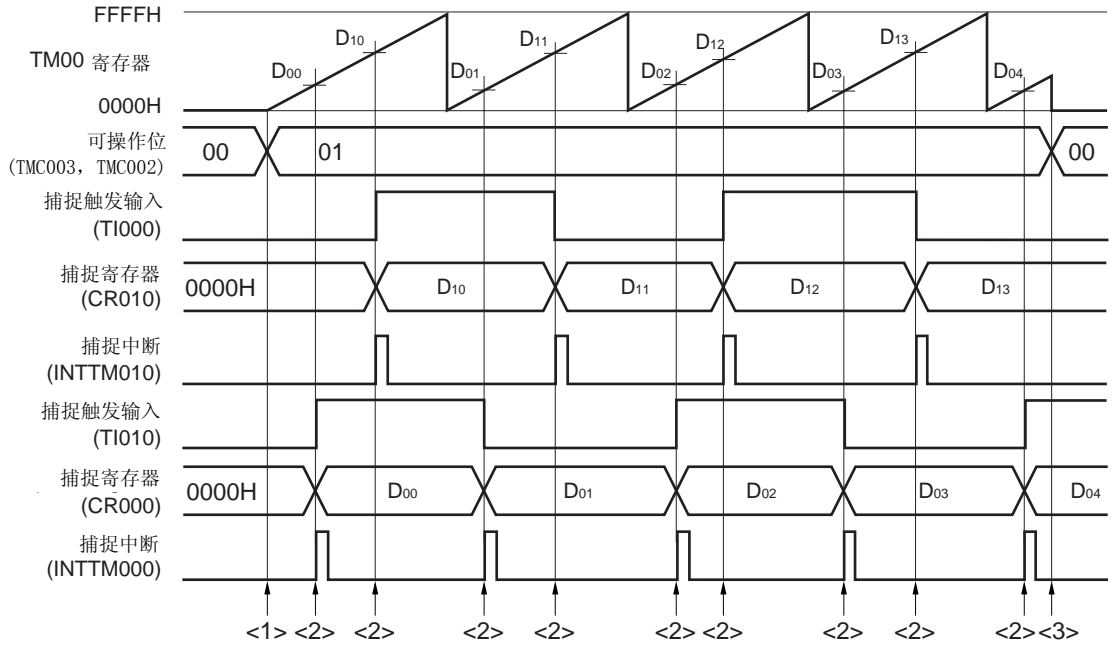 FFFFH
D10 D11 D12 D13
TM00 寄存器
D00 D01 D02 D03 D04
0000H
可操作位
(TMC003，TMC002)
00 01 00
捕捉触发输入
(TI000)
捕捉寄存器
(CR010)
0000H D10 D11 D12 D13
捕捉中断
(INTTM010)
捕捉触发输入
(TI010)
捕捉寄存器
(CR000)
0000H D00 D01 D02 D03 D04
捕捉中断
(INTTM000)
<1> <2> <2> <2> <2> <2> <2> <2> <2> <2> <3>